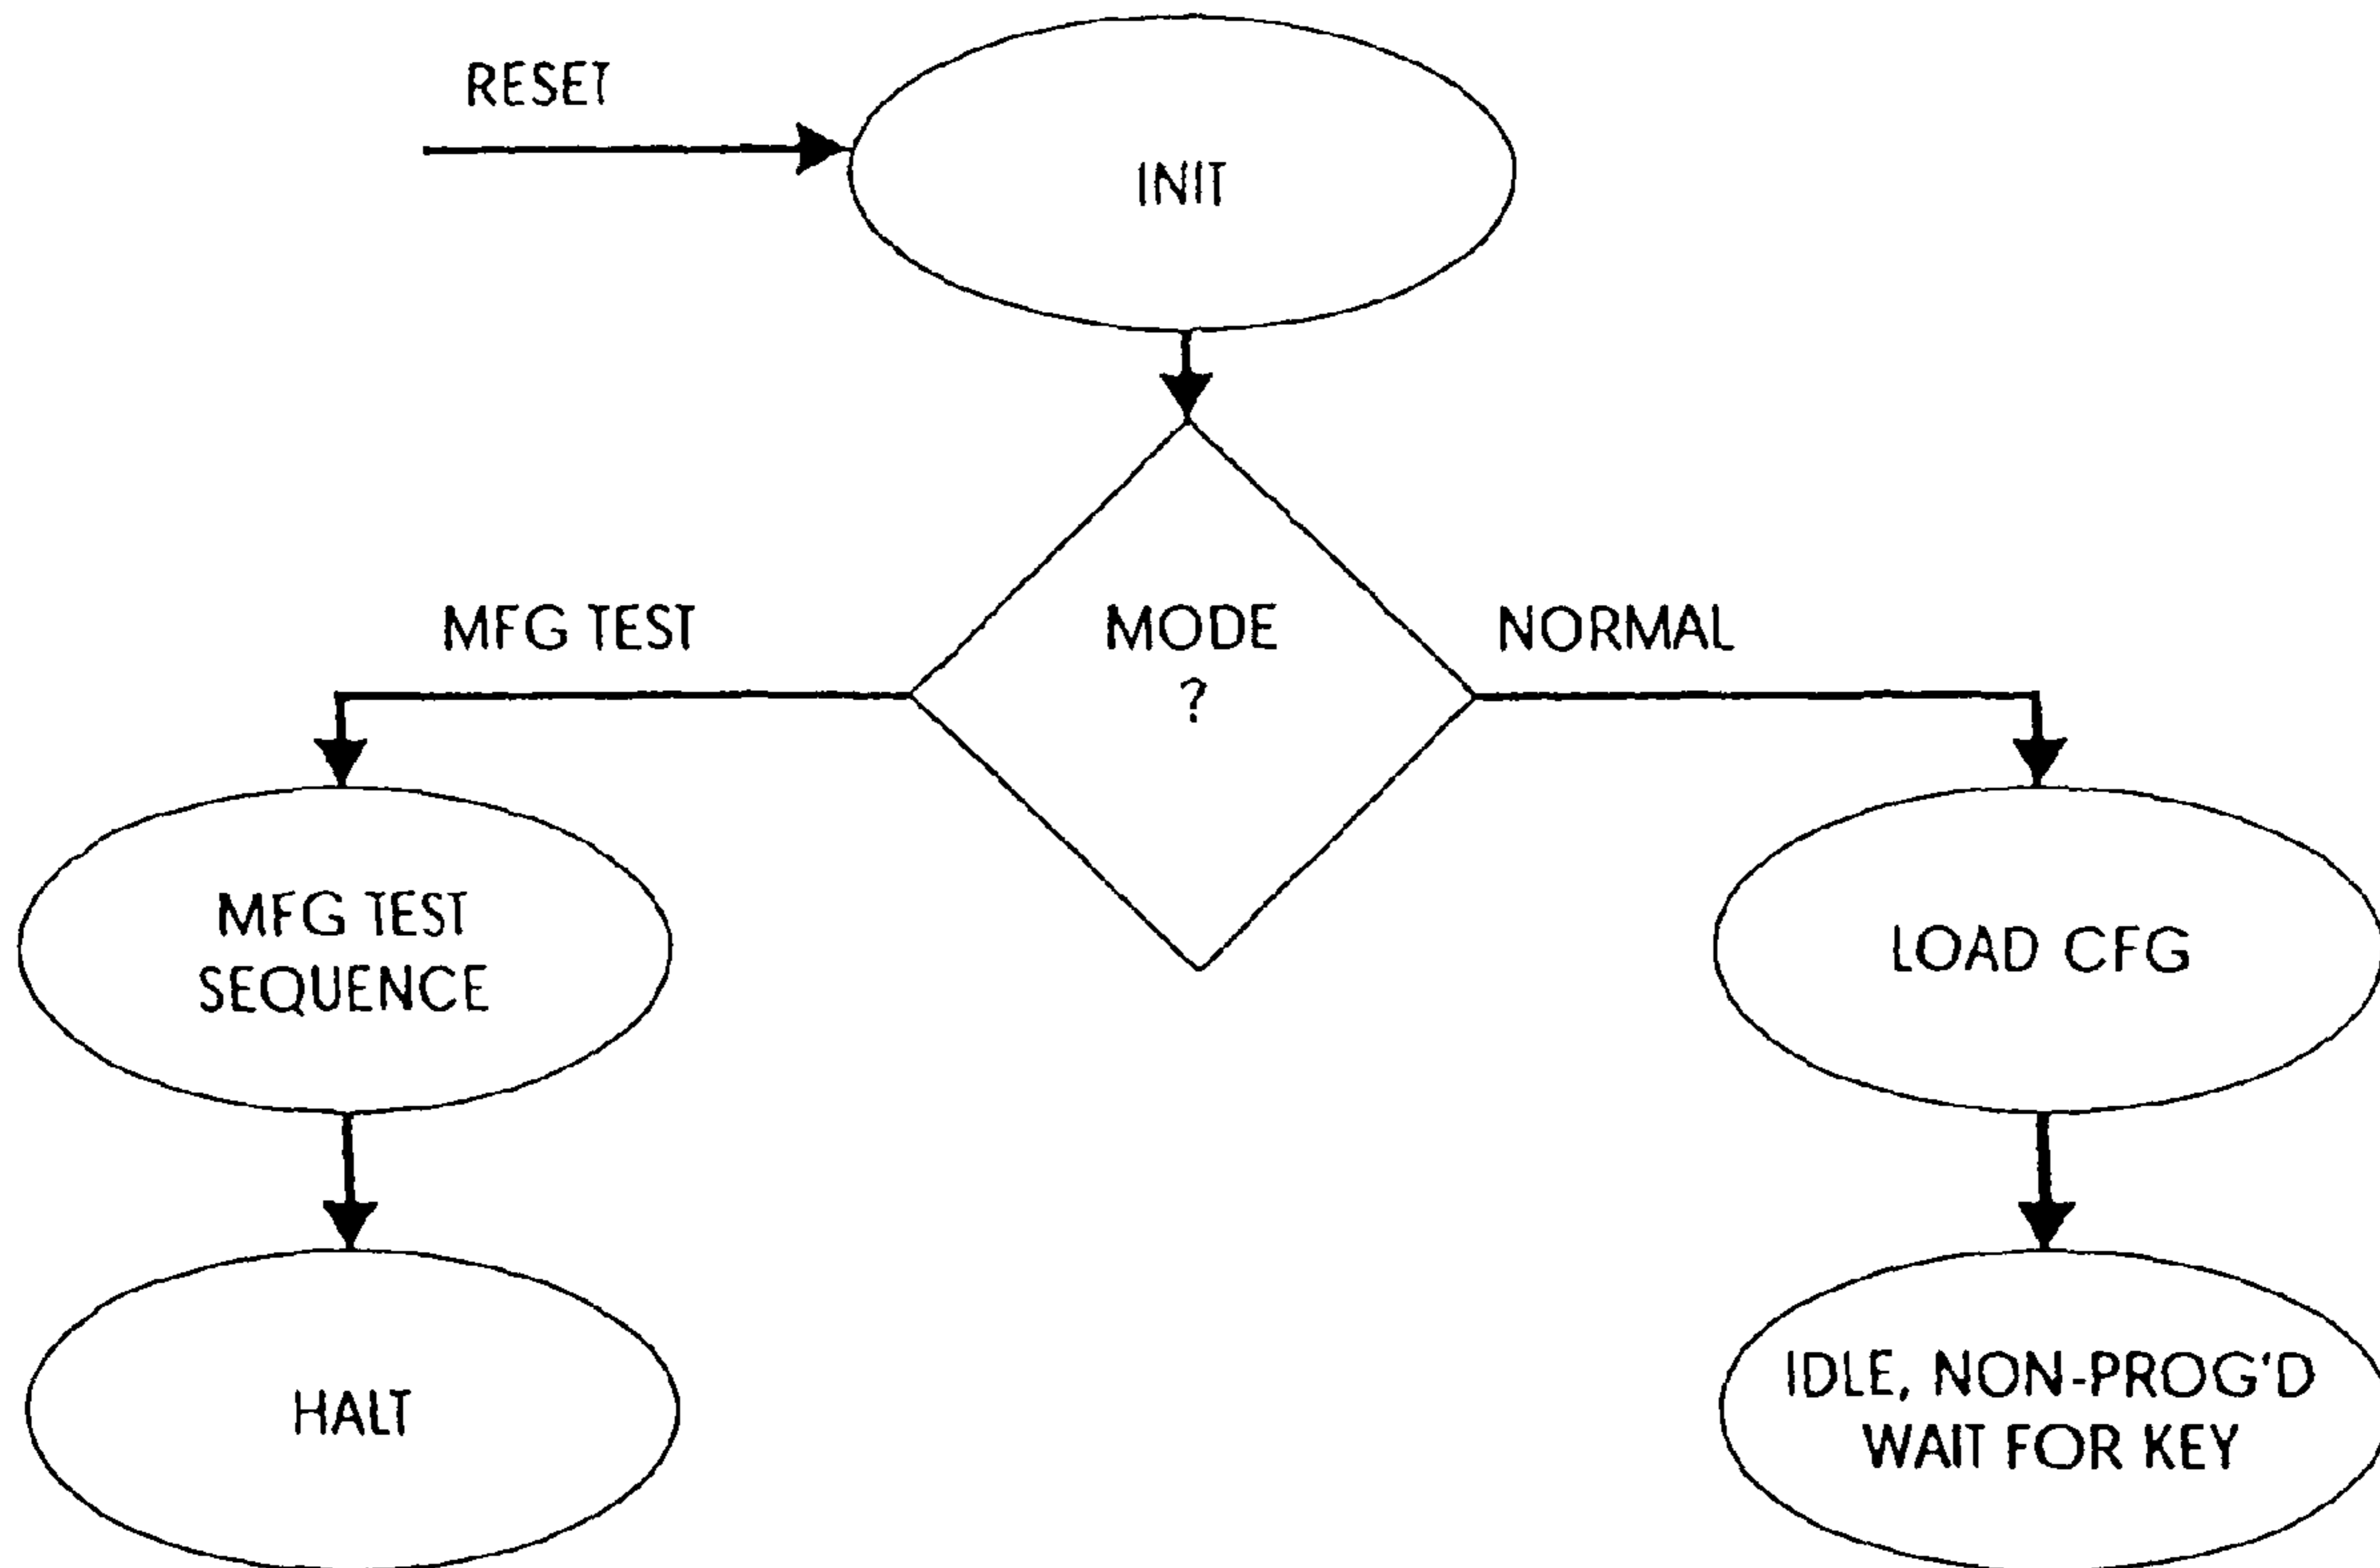 RESET
INIT
MFG TEST
MODE
?
NORMAL
MFG TEST
SEQUENCE
LOAD CFG
HALT
IDLE, NON-PROG'D
WAIT FOR KEY